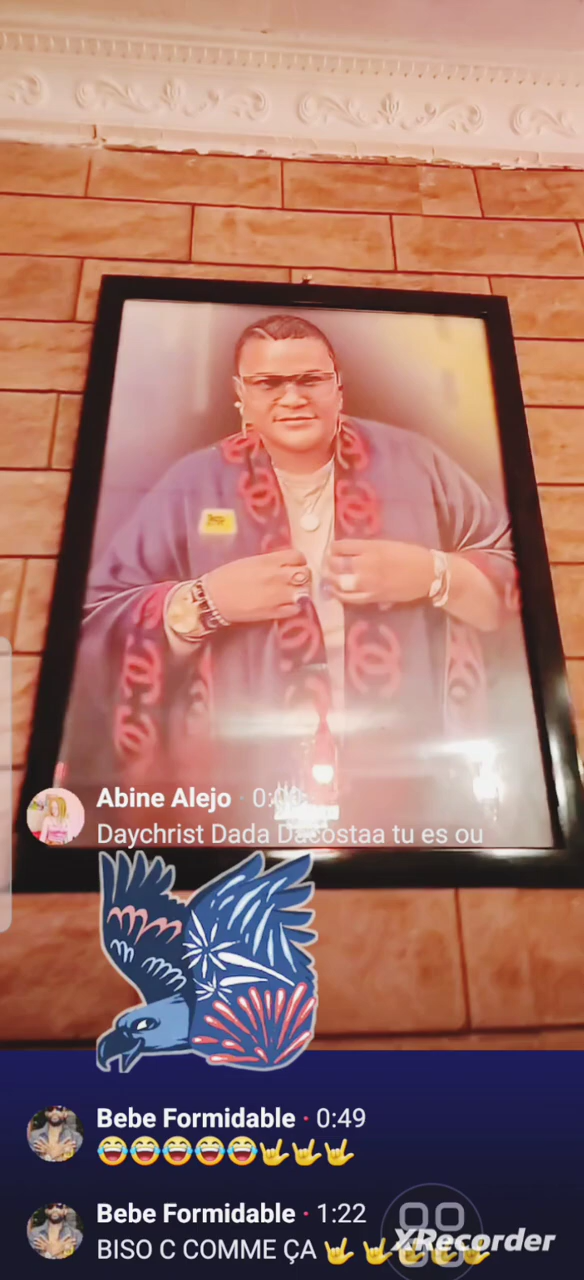 Abine Alejo
Daychrist Dada Dacostaa tu es ou
Bebe Formidable · 0:49
😂😂😂😂😂🤟🤟🤟
Bebe Formidable · 1:22
BISO C COMME ÇA 🤟 🤟🤟🤟🤟
XRecorder